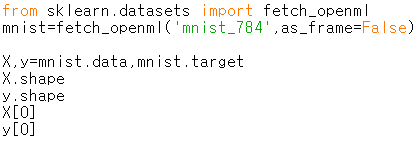 from sklearn.datasets import fetch_openml
mnist=fetch_openml('mnist_784',as_frame=False)
X,y=mnist.data,mnist.target
X.shape
y.shape
X[0]
y[0]